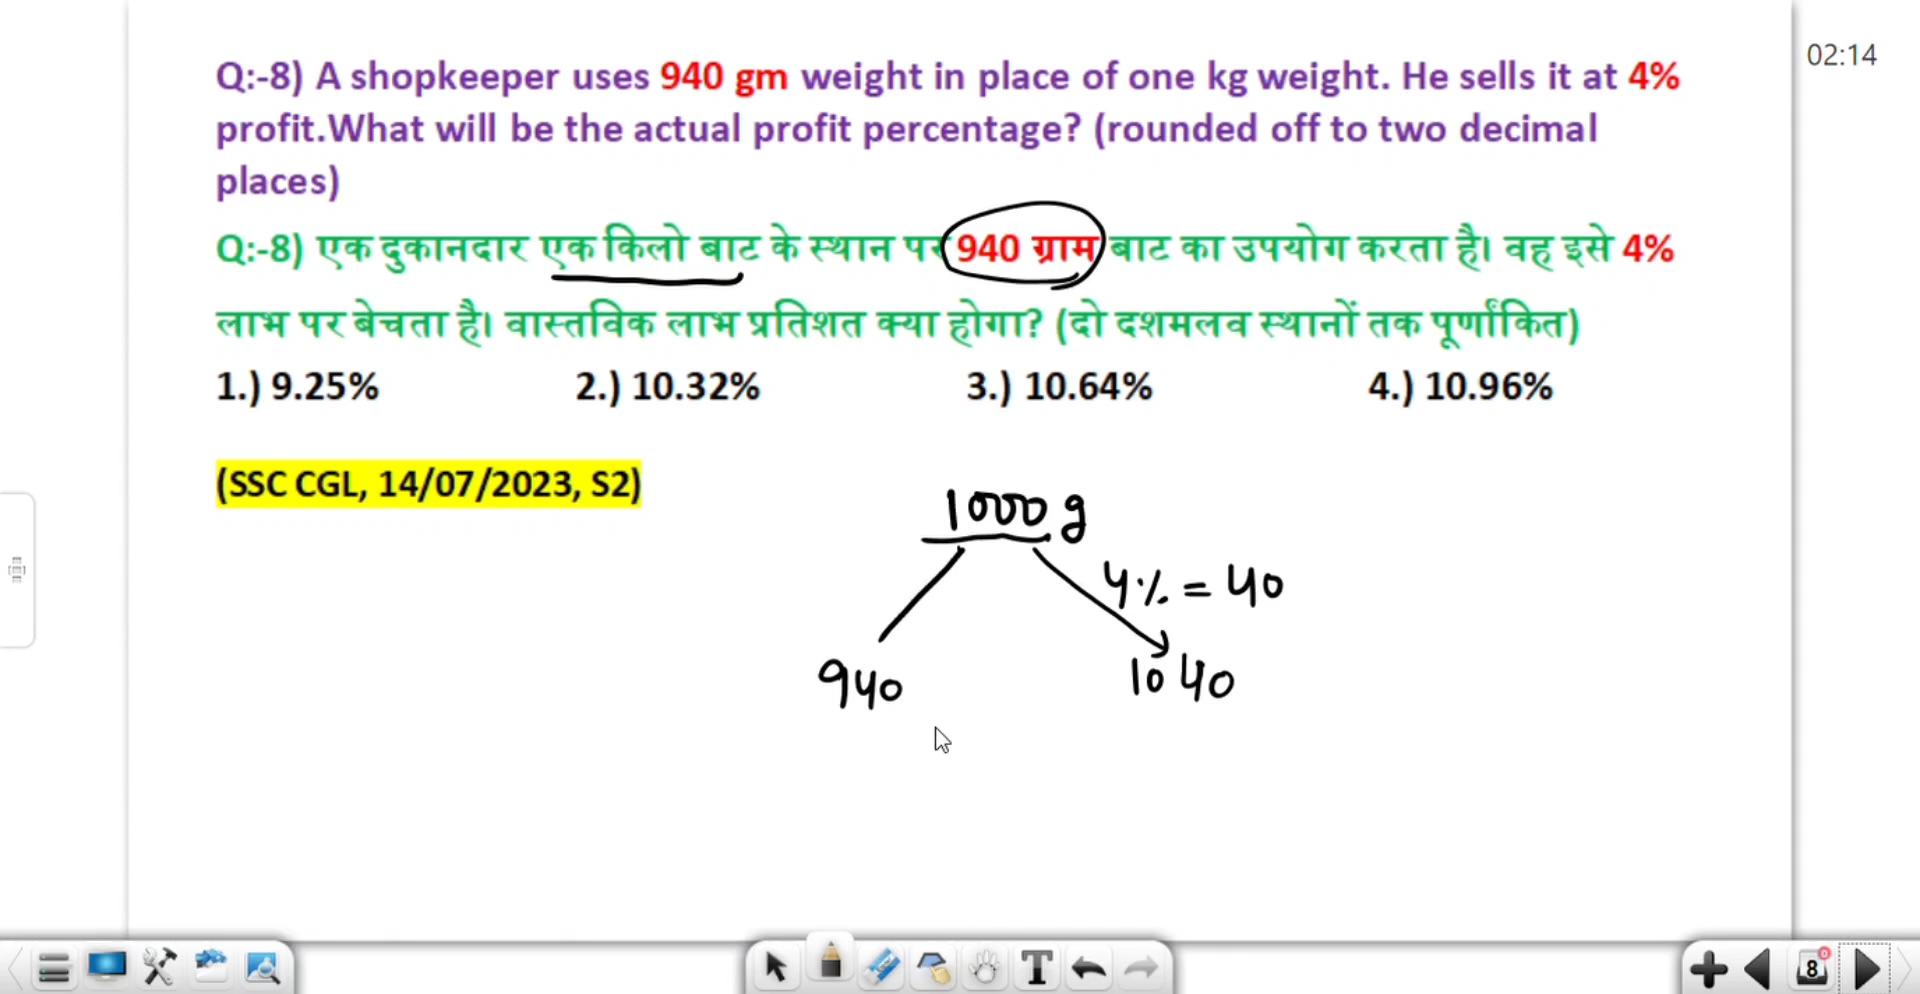 02:14
Q:-8) A shopkeeper uses 940 gm weight in place of one kg weight. He sells it at 4%
profit.What will be the actual profit percentage? (rounded off to two decimal
places)
Q:-8) एक दुकानदार एक किलो बाट के स्थान पर 940 ग्राम बाट का उपयोग करता है। वह इसे 4%
लाभ पर बेचता है। वास्तविक लाभ प्रतिशत क्या होगा? (दो दशमलव स्थानों तक पूर्णांकित)
1.) 9.25% 2.) 10.32% 3.) 10.64% 4.) 10.96%
(SSC CGL, 14/07/2023, S2)
1000 g
4% = 40
940 1040
T 8 0